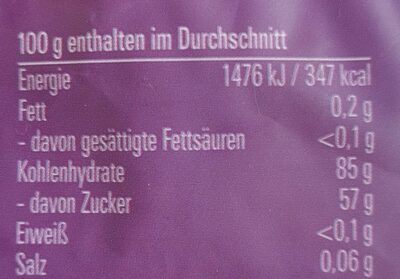 100 g enthalten im Durchschnitt
Energie 1476 kJ / 347 kcal
Fett 0,2 g
- davon gesättigte Fettsäuren <0,1 g
Kohlenhydrate 85 g
- davon Zucker 57 g
Eiweiß <0,1 g
Salz 0,06 g